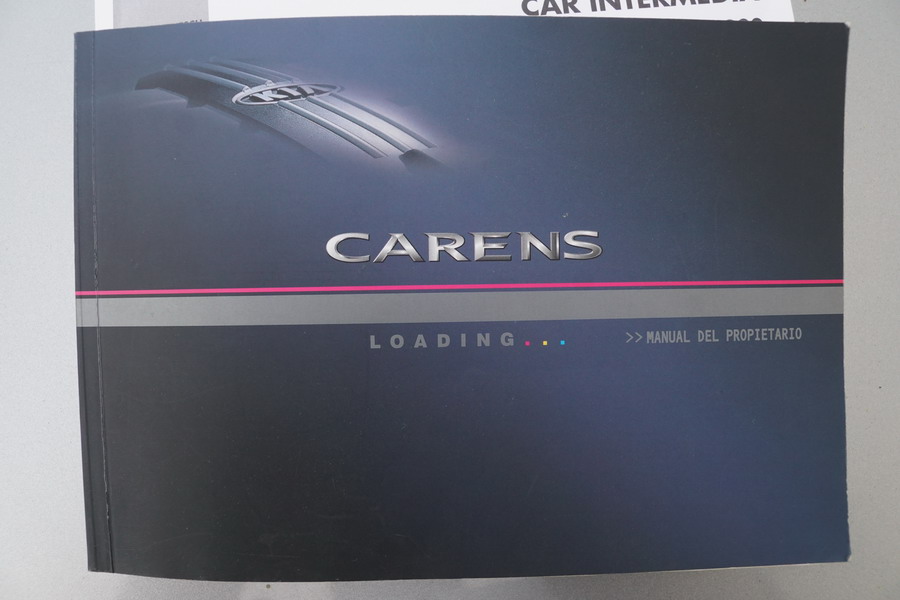 CAR INTERMEDIA
KIA
CARENS
LOADING...
>> MANUAL DEL PROPIETARIO